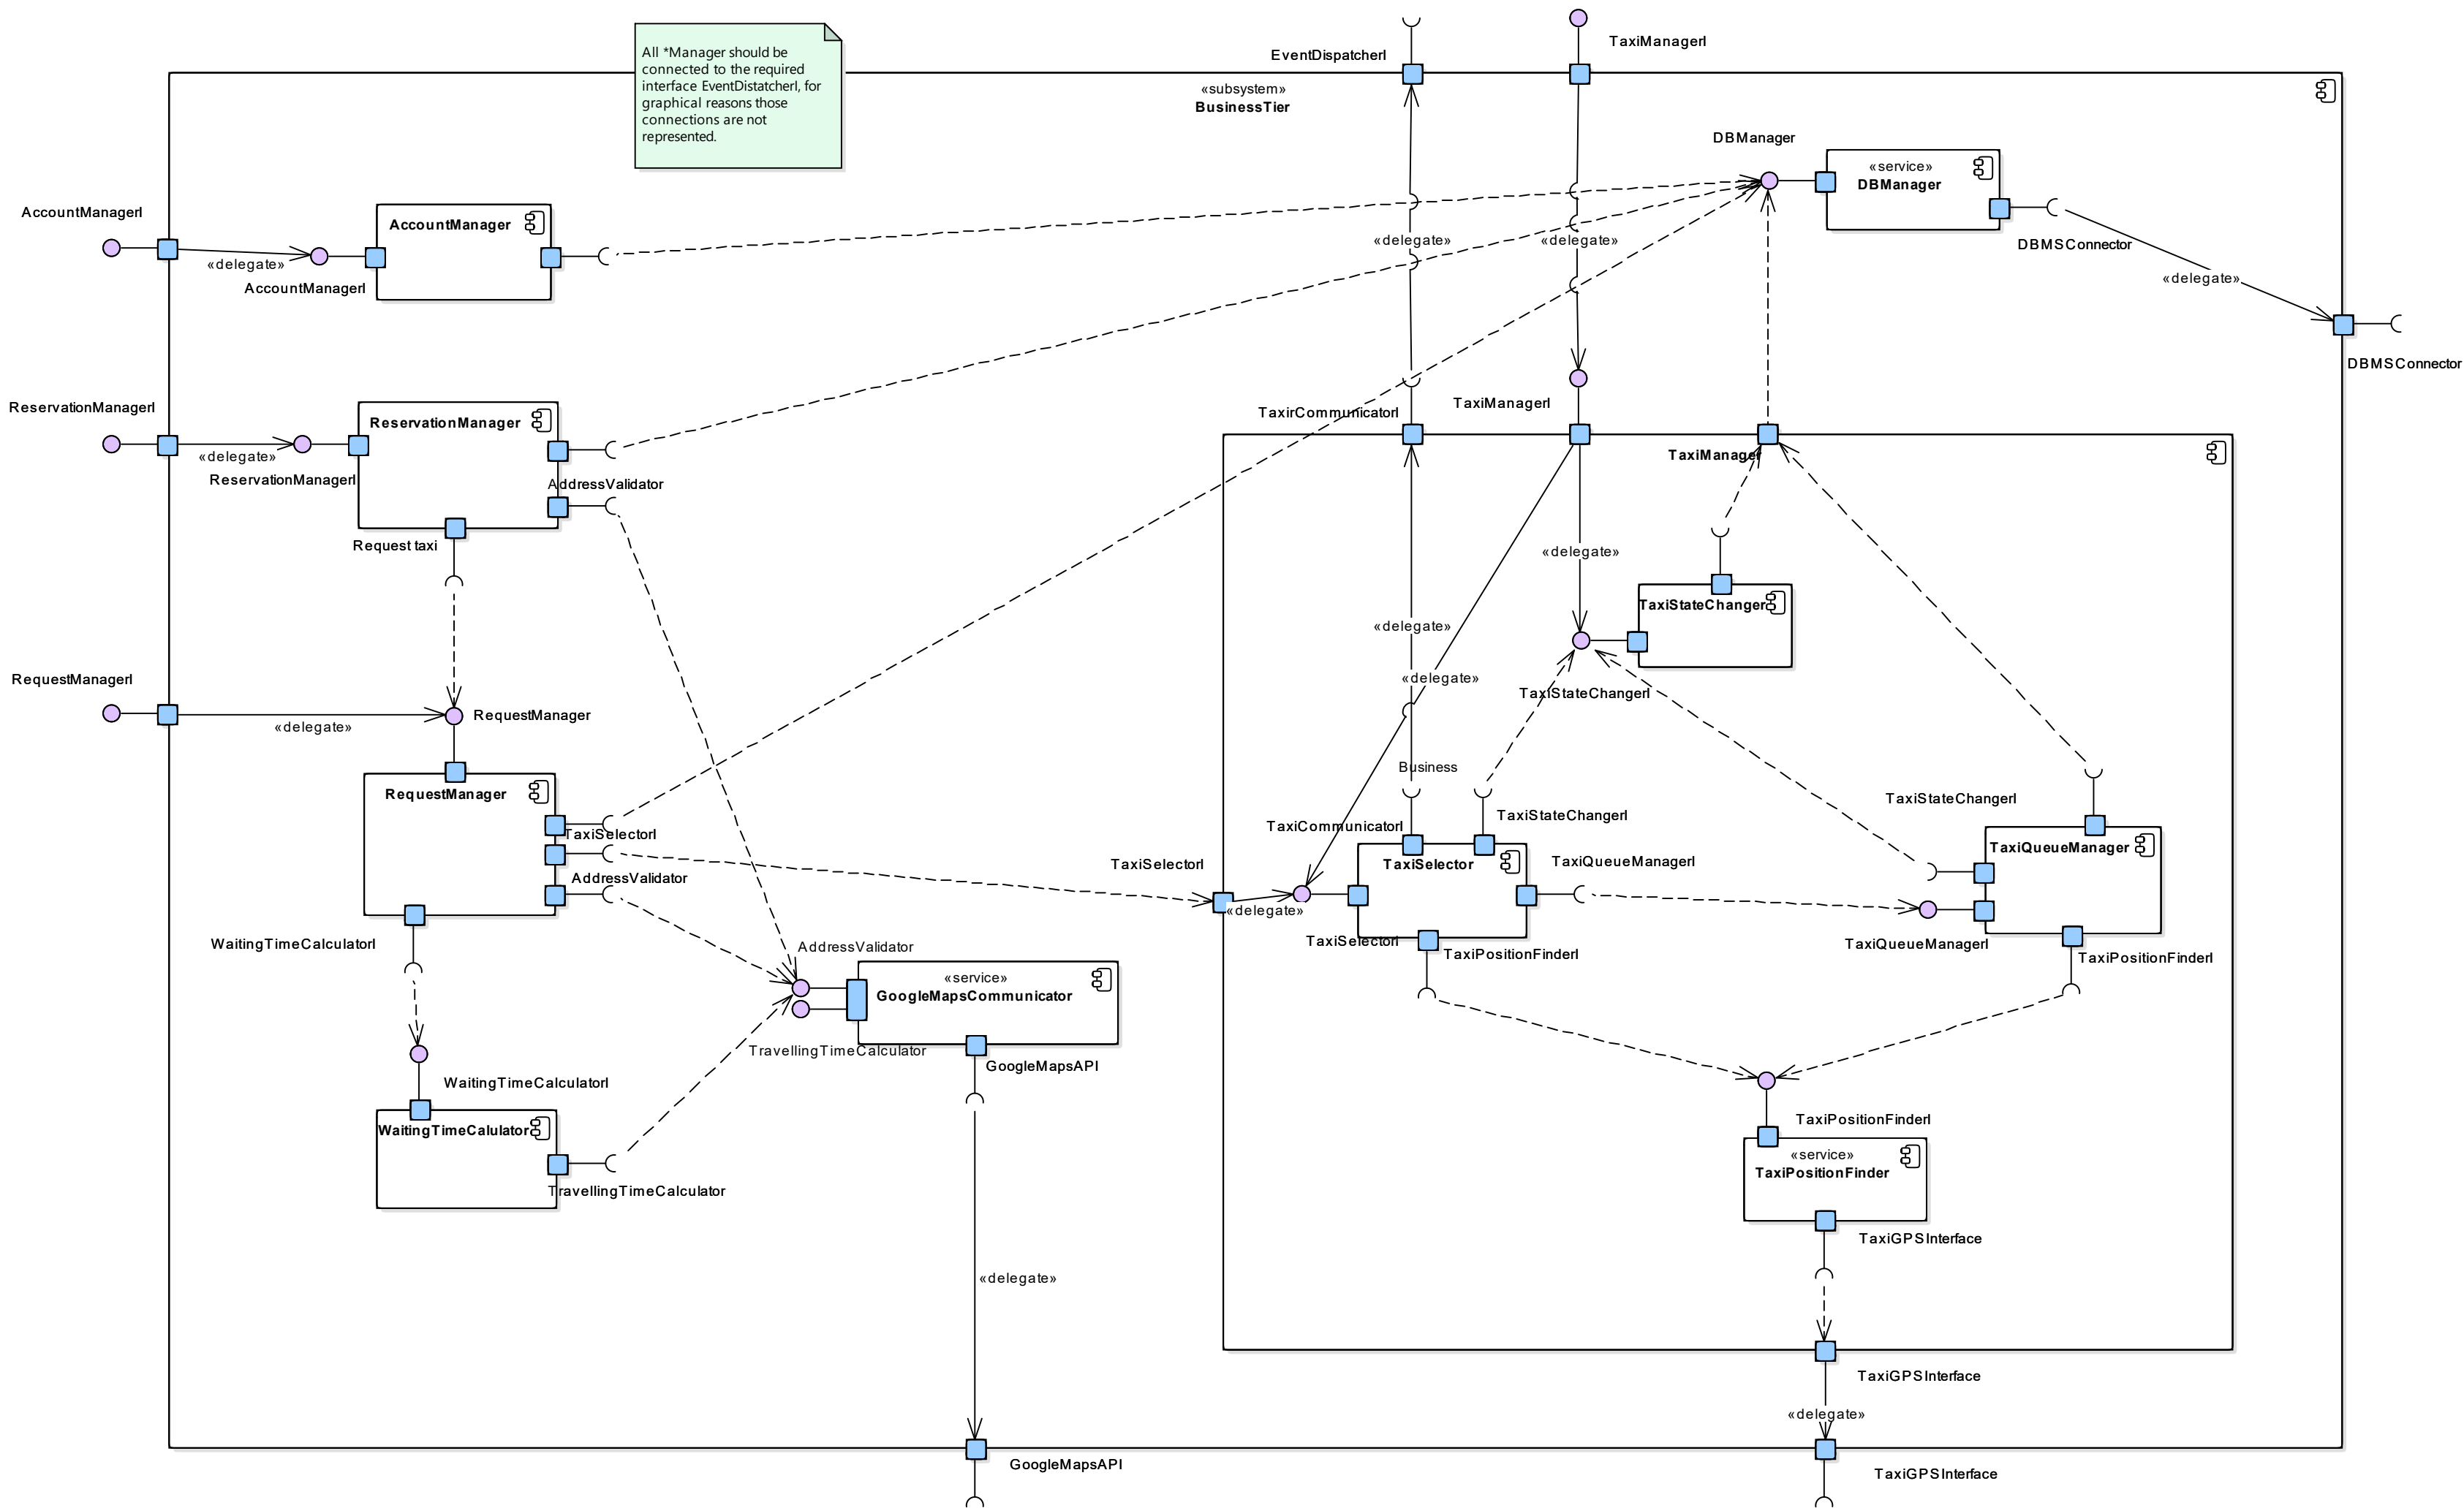 TaxiManagerI
EventDispatcherI
All *Manager should be
connected to the required
interface EventDistatcherI, for
graphical reasons those
connections are not
represented.
«subsystem»
BusinessTier
DBManager
«service»
DBManager
AccountManagerI
AccountManager
«delegate»
«delegate»
DBMSConnector
«delegate»
AccountManagerI
«delegate»
DBMSConnector
ReservationManagerI
ReservationManager
TaxirCommunicatorI
TaxiManagerI
«delegate»
ReservationManagerI
AddressValidator
TaxiManager
Request taxi
«delegate»
TaxiStateChanger
«delegate»
RequestManagerI
«delegate»
TaxiStateChangerI
RequestManager
«delegate»
Business
RequestManager
TaxiSelectorI
TaxiCommunicatorI
TaxiStateChangerI
TaxiStateChangerI
TaxiSelectorI
TaxiSelector
TaxiQueueManagerI
TaxiQueueManager
AddressValidator
«delegate»
WaitingTimeCalculatorI
AddressValidator
TaxiSelectorI
TaxiPositionFinderI
TaxiQueueManagerI
TaxiPositionFinderI
«service»
GoogleMapsCommunicator
TravellingTimeCalculator
GoogleMapsAPI
WaitingTimeCalculatorI
TaxiPositionFinderI
WaitingTimeCalulator
«service»
TaxiPositionFinder
TravellingTimeCalculator
TaxiGPSInterface
«delegate»
TaxiGPSInterface
«delegate»
GoogleMapsAPI
TaxiGPSInterface